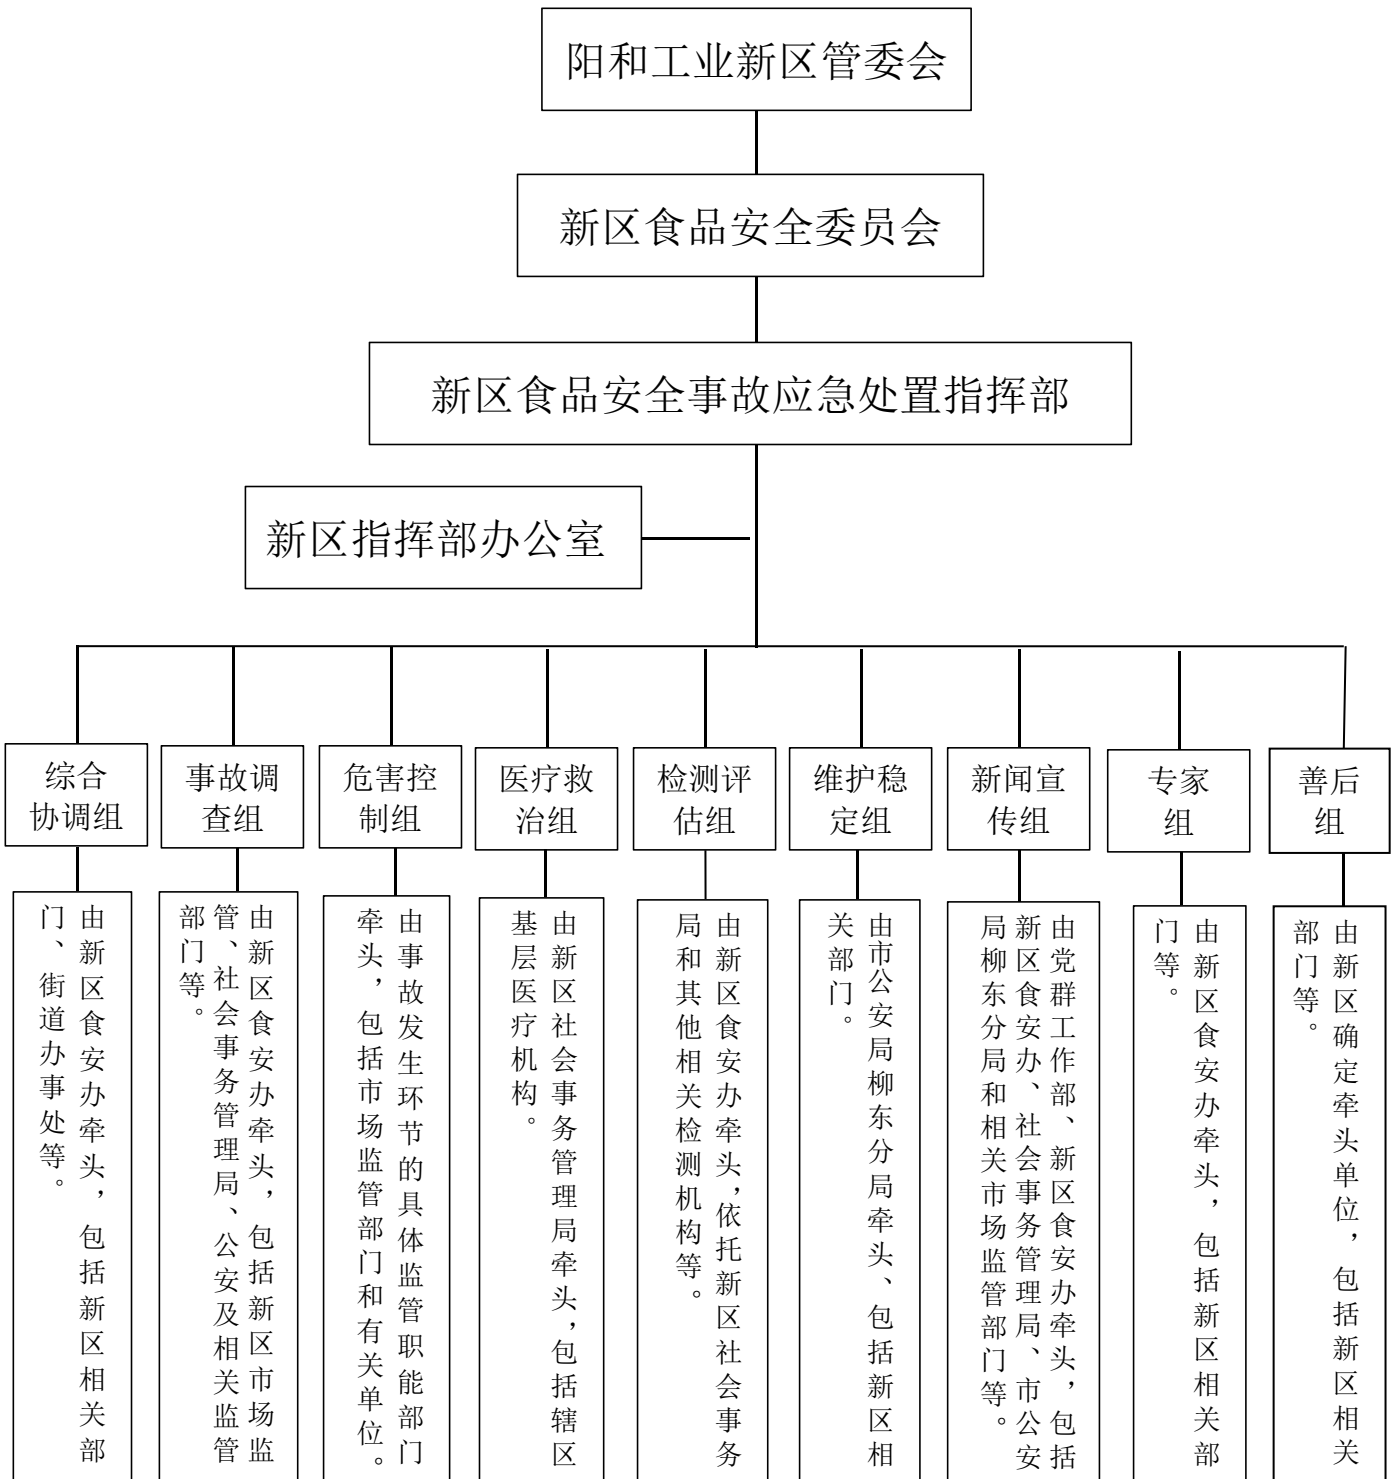 阳和工业新区管委会
新区食品安全委员会
新区食品安全事故应急处置指挥部
新区指挥部办公室
综合
协调组
事故调
查组
危害控
制组
医疗救
治组
检测评
估组
维护稳
定组
新闻宣
传组
专家
组
善后
组
由新区食安办牵头，包括新区相关部
门、街道办事处等。
由新区食安办牵头，包括新区市场监
管、社会事务管理局、公安及相关监管
部门等。
由事故发生环节的具体监管职能部门
牵头，包括市场监管部门和有关单位。
由新区社会事务管理局牵头，包括辖区
基层医疗机构。
由新区食安办牵头，依托新区社会事务
局和其他相关检测机构等。
由市公安局柳东分局牵头、包括新区相
关部门。
由党群工作部、新区食安办牵头，包括
新区食安办、社会事务管理局、市公安
局柳东分局和相关市场监管部门等。
由新区食安办牵头，包括新区相关部
门等。
由新区确定牵头单位，包括新区相关
部门等。